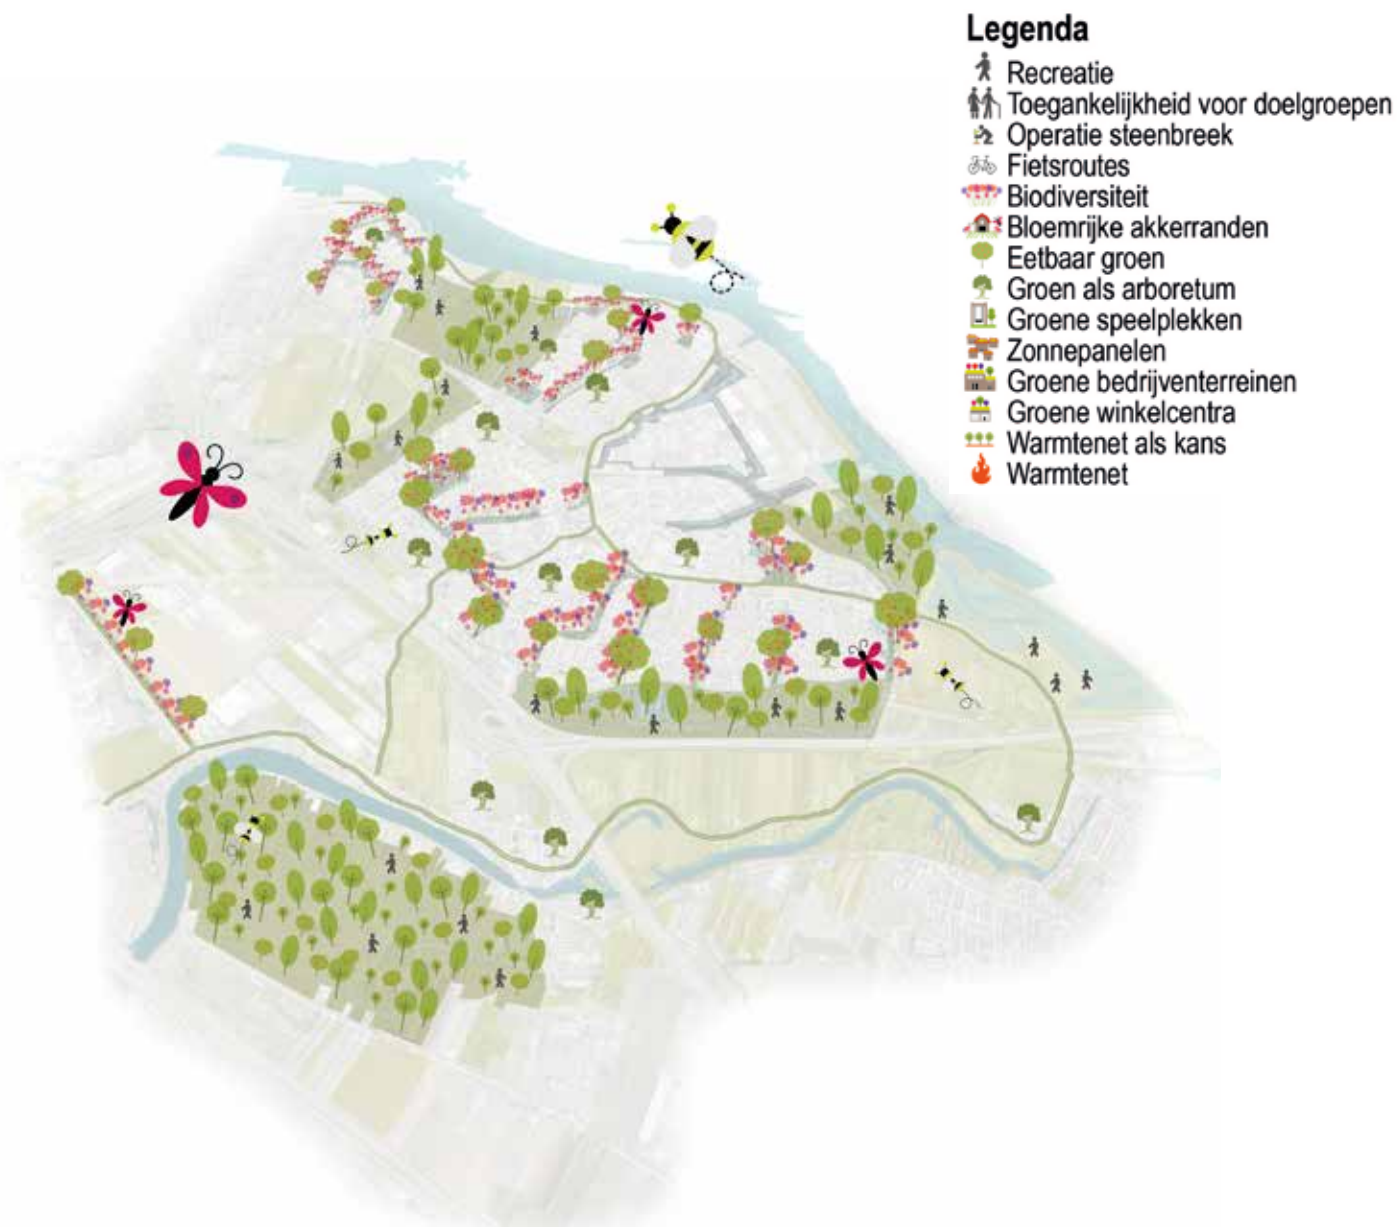 Legenda
Recreatie
Toegankelijkheid voor doelgroepen
Operatie steenbreek
Fietsroutes
Biodiversiteit
Bloemrijke akkerranden
Eetbaar groen
Groen als arboretum
Groene speelplekken
Zonnepanelen
Groene bedrijventerreinen
Groene winkelcentra
Warmtenet als kans
Warmtenet